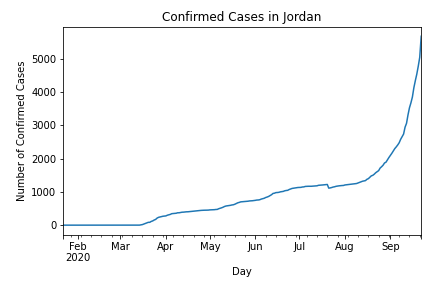 Confirmed Cases in Jordan
Number of Confirmed Cases
5000
4000
3000
2000
1000
0
Feb Mar Apr May Jun Jul Aug Sep
2020
Day